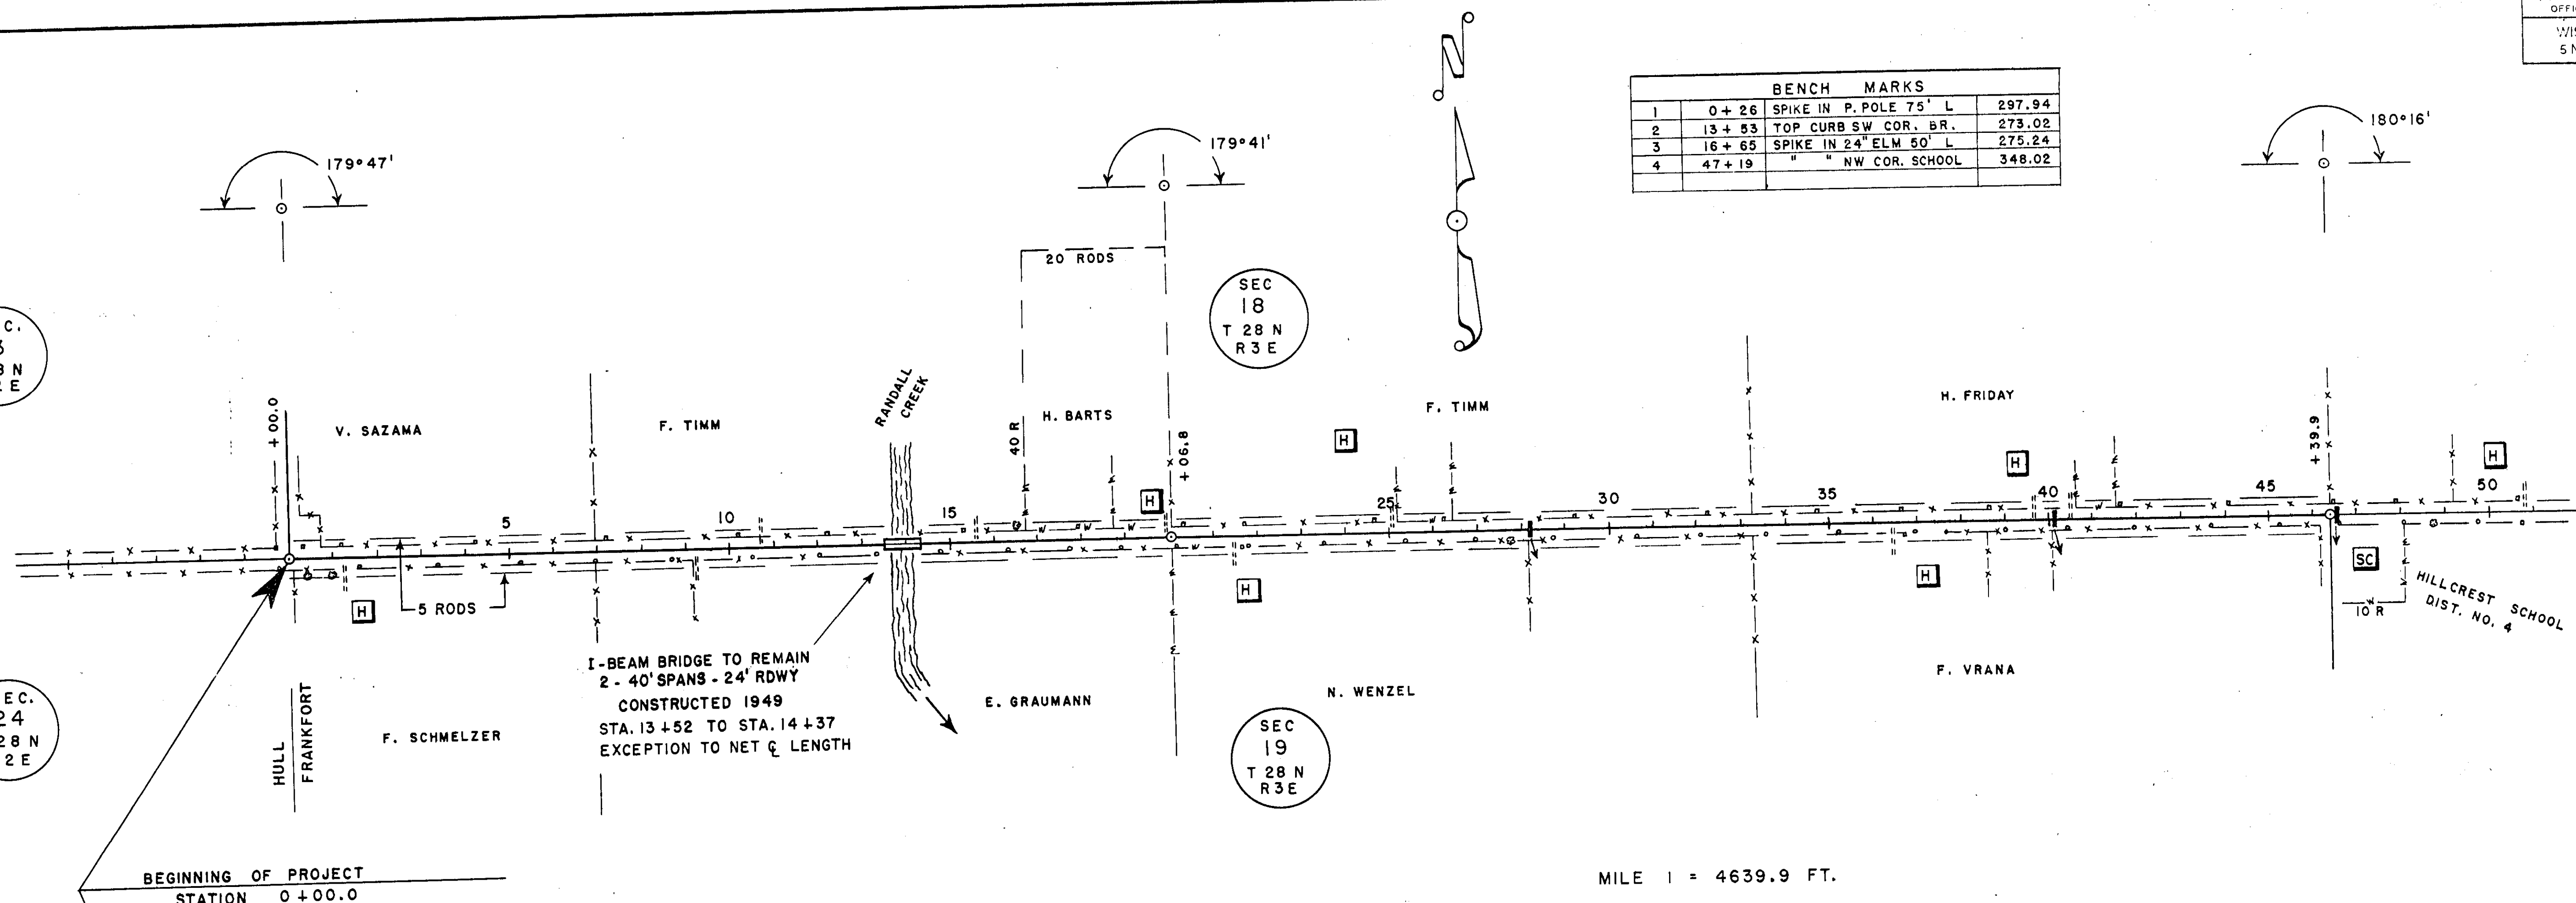 BENCH MARKS
1 0+26 SPIKE IN P. POLE 75' L 297.94
2 13+53 TOP CURB SW COR. BR. 273.02
3 16+65 SPIKE IN 24" ELM 50' L 275.24
4 47+19 " " NW COR. SCHOOL 348.02
179°47'
179°41'
180°16'
20 RODS
SEC
18
T 28 N
R 3 E
RANDALL
CREEK
+00.0
V. SAZAMA
F. TIMM
40 R
H. BARTS
+06.8
F. TIMM
H. FRIDAY
+39.9
H
H
H
H
5
10
15
25
30
35
40
45
50
H
5 RODS
H
H
SC
10 R
HILLCREST SCHOOL
DIST. NO. 4
I-BEAM BRIDGE TO REMAIN
2 - 40' SPANS - 24' RDWY
CONSTRUCTED 1949
STA. 13+52 TO STA. 14+37
EXCEPTION TO NET ℄ LENGTH
HULL
FRANKFORT
F. SCHMELZER
E. GRAUMANN
N. WENZEL
F. VRANA
24
SEC
19
T 28 N
R 3 E
BEGINNING OF PROJECT
STATION 0+00.0
MILE 1 = 4639.9 FT.